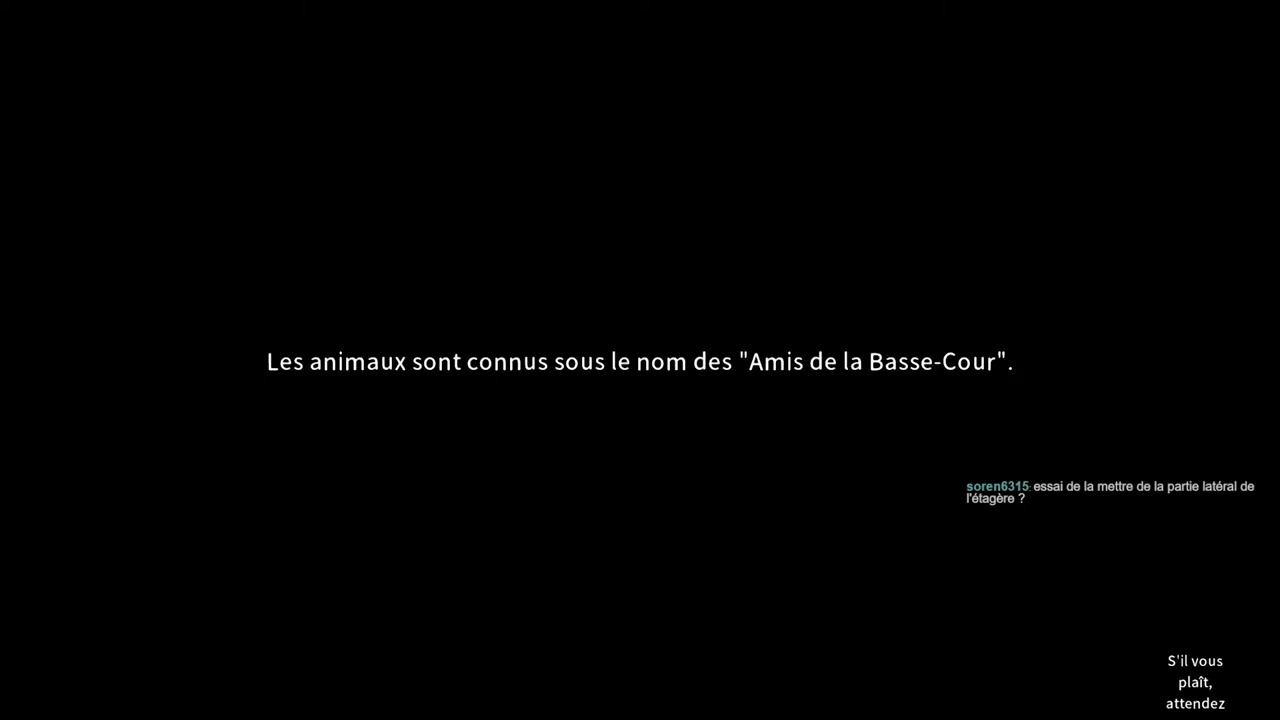 Les animaux sont connus sous le nom des "Amis de la Basse-Cour".
soren6315: essai de la mettre de la partie latéral de
l'étagère ?
S'il vous
plaît,
attendez